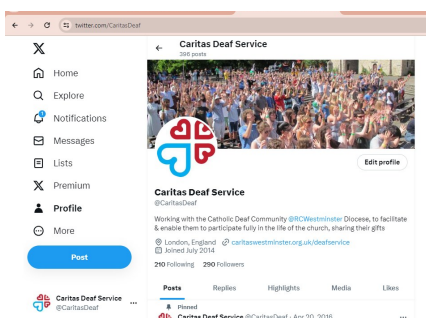 twitter.com/CaritasDeaf
Caritas Deaf Service
396 posts
Home
Explore
Notifications
Messages
Lists
Premium
Profile
More
Post
Caritas Deaf Service
@CaritasDeaf
Edit profile
Caritas Deaf Service
@CaritasDeaf
Working with the Catholic Deaf Community @RCWestminster Diocese, to facilitate
& enable them to participate fully in the life of the church, sharing their gifts
London, England caritaswestminster.org.uk/deafservice
Joined July 2014
210 Following 290 Followers
Posts Replies Highlights Media Likes
Pinned
Caritas Deaf Service @CaritasDeaf · Apr 20, 2016